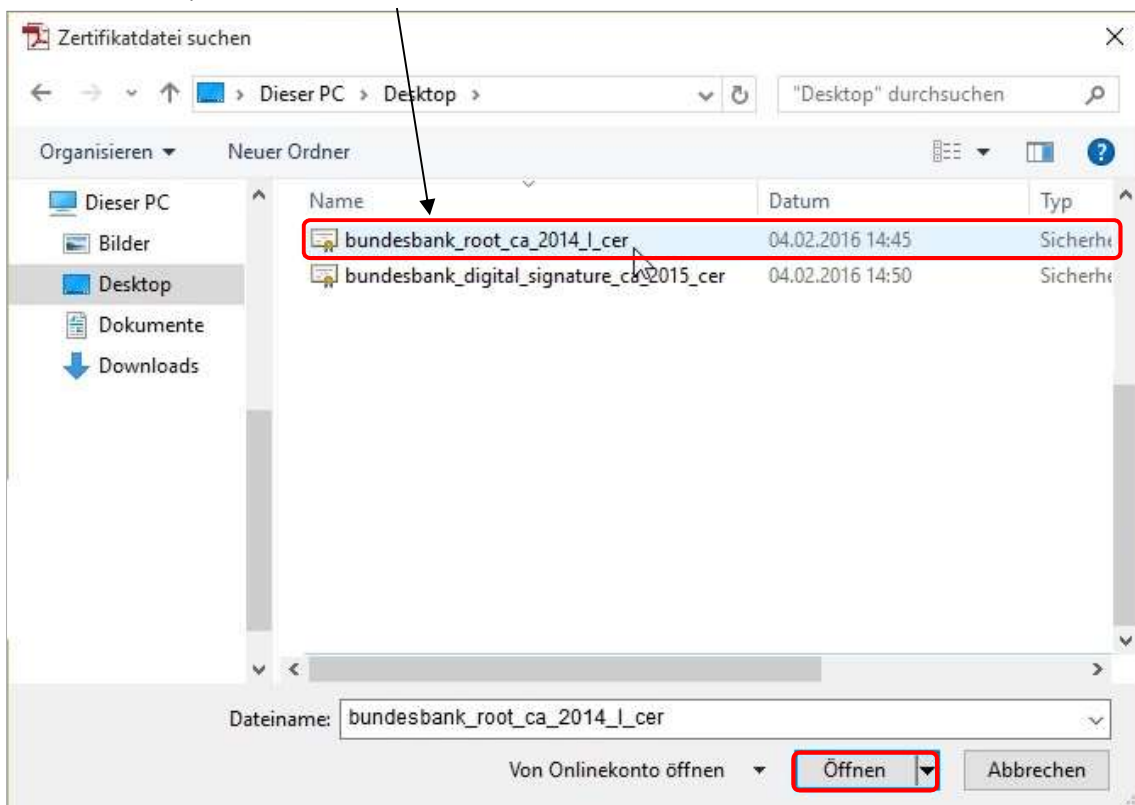 Zertifikatdatei suchen
Dieser PC > Desktop >
"Desktop" durchsuchen
Organisieren
Neuer Ordner
Dieser PC
Bilder
Desktop
Dokumente
Downloads
Name Datum Typ
bundesbank_root_ca_2014_l_cer 04.02.2016 14:45 Sicherhe
bundesbank_digital_signature_ca_2015_cer 04.02.2016 14:50 Sicherhe
Dateiname: bundesbank_root_ca_2014_l_cer
Von Onlinekonto öffnen Öffnen Abbrechen